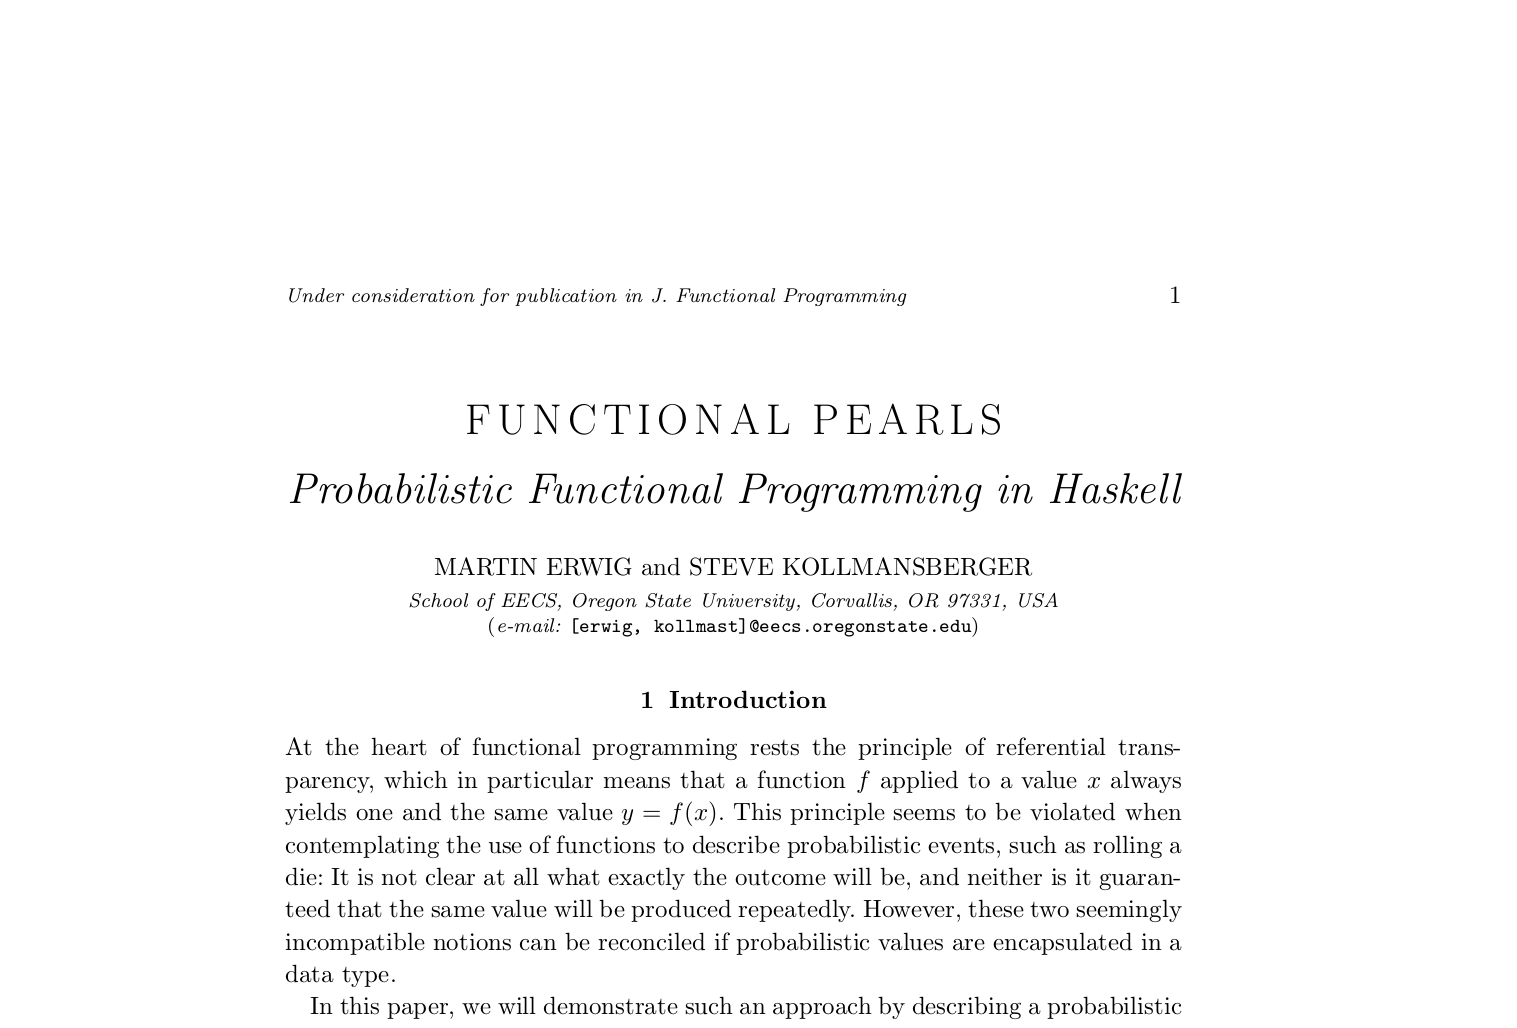 Under consideration for publication in J. Functional Programming 1
FUNCTIONAL PEARLS
Probabilistic Functional Programming in Haskell
MARTIN ERWIG and STEVE KOLLMANSBERGER
School of EECS, Oregon State University, Corvallis, OR 97331, USA
(e-mail: [erwig, kollmast]@eecs.oregonstate.edu)
1 Introduction
At the heart of functional programming rests the principle of referential trans-
parency, which in particular means that a function f applied to a value x always
yields one and the same value y = f(x). This principle seems to be violated when
contemplating the use of functions to describe probabilistic events, such as rolling a
die: It is not clear at all what exactly the outcome will be, and neither is it guaran-
teed that the same value will be produced repeatedly. However, these two seemingly
incompatible notions can be reconciled if probabilistic values are encapsulated in a
data type.
In this paper, we will demonstrate such an approach by describing a probabilistic